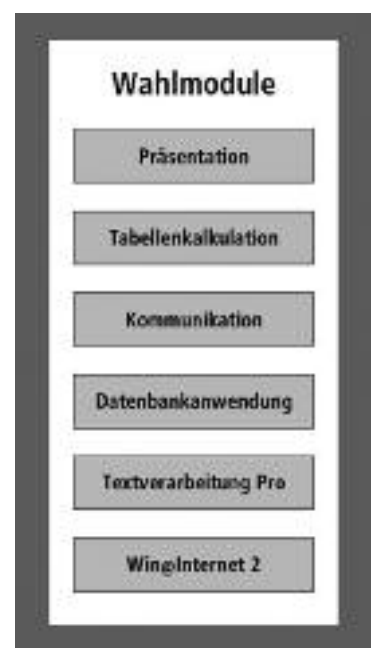 Wahlmodule
Präsentation
Tabellenkalkulation
Kommunikation
Datenbankanwendung
Textverarbeitung Pro
Win@Internet 2